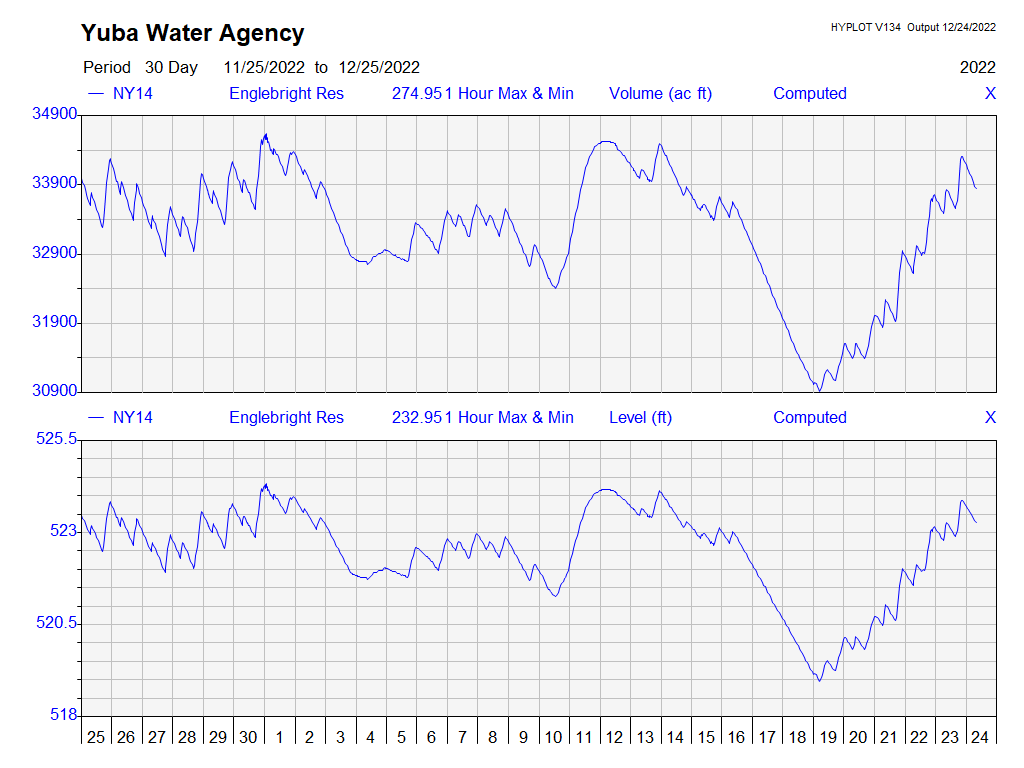 Yuba Water Agency
HYPLOT V134 Output 12/24/2022
Period 30 Day 11/25/2022 to 12/25/2022 2022
NY14 Englebright Res 274.951 Hour Max & Min Volume (ac ft) Computed X
34900
33900
32900
31900
30900
NY14 Englebright Res 232.951 Hour Max & Min Level (ft) Computed X
525.5
523
520.5
518
25 26 27 28 29 30 1 2 3 4 5 6 7 8 9 10 11 12 13 14 15 16 17 18 19 20 21 22 23 24